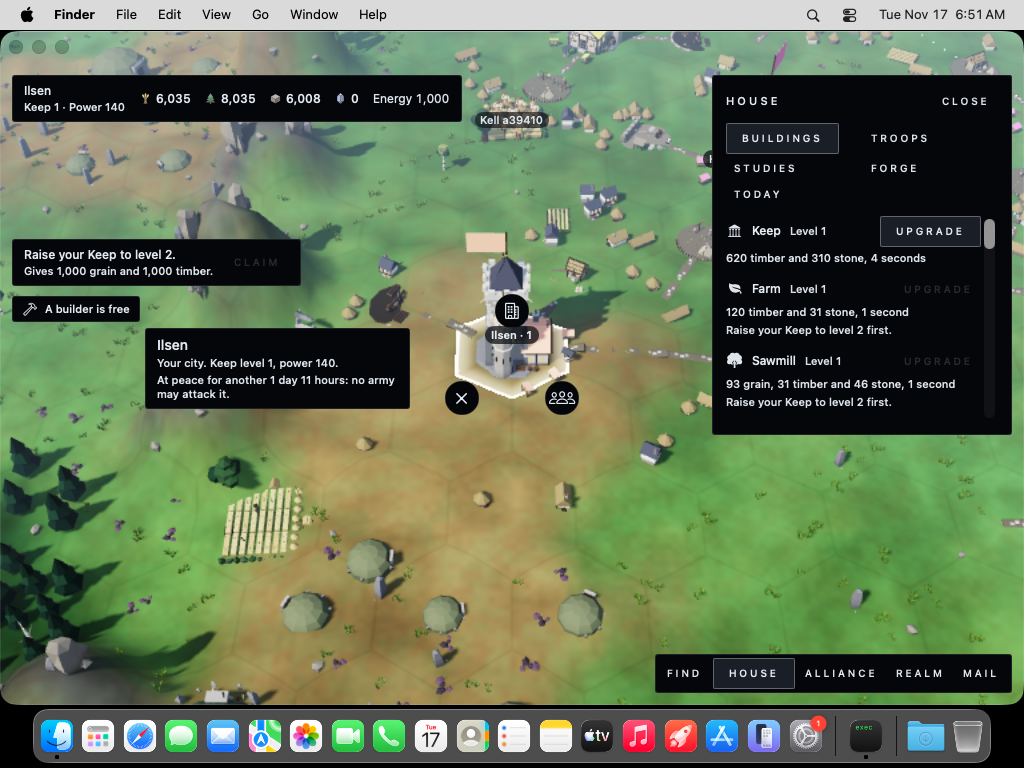 Finder File Edit View Go Window Help
Tue Nov 17 6:51 AM
Ilsen
Keep 1 · Power 140
6,035 8,035 6,008 0 Energy 1,000
Kell a39410
HOUSE
CLOSE
BUILDINGS
TROOPS
STUDIES
FORGE
TODAY
Keep Level 1
UPGRADE
620 timber and 310 stone, 4 seconds
Farm Level 1
UPGRADE
120 timber and 31 stone, 1 second
Raise your Keep to level 2 first.
Sawmill Level 1
UPGRADE
93 grain, 31 timber and 46 stone, 1 second
Raise your Keep to level 2 first.
Raise your Keep to level 2.
Gives 1,000 grain and 1,000 timber.
CLAIM
A builder is free
Ilsen
Your city. Keep level 1, power 140.
At peace for another 1 day 11 hours: no army
may attack it.
Ilsen · 1
FIND
HOUSE
ALLIANCE
REALM
MAIL
Tue
17
tv
1
exec